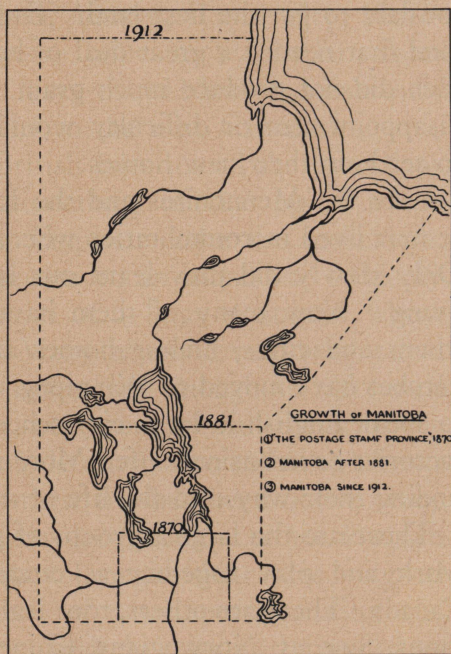 1912
1881
GROWTH OF MANITOBA
① "THE POSTAGE STAMP PROVINCE," 1870
② MANITOBA AFTER 1881.
③ MANITOBA SINCE 1912.
1870